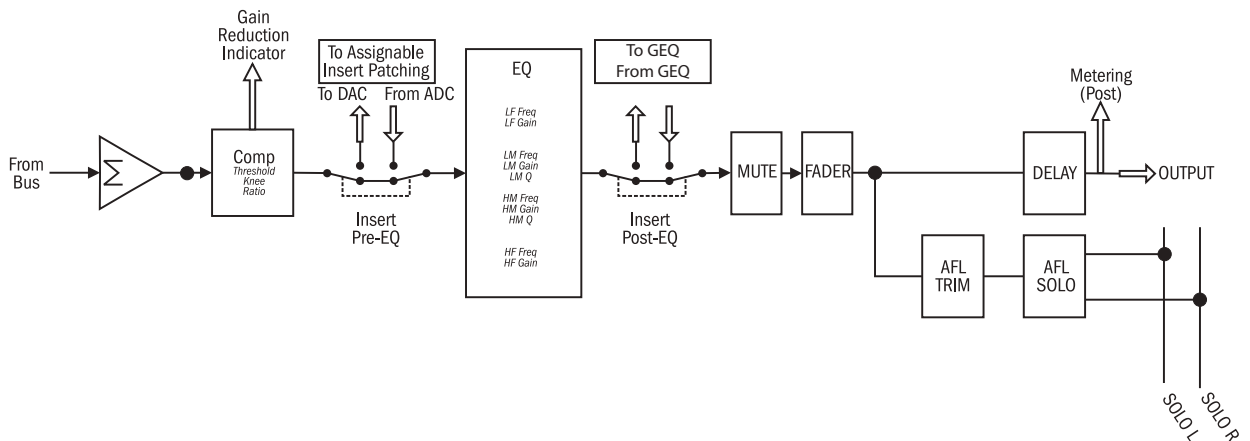 Gain
Reduction
Indicator
To Assignable
Insert Patching
To DAC
From ADC
To GEQ
From GEQ
Metering
(Post)
From
Bus
Σ
Comp
Threshold
Knee
Ratio
Insert
Pre-EQ
EQ
LF Freq
LF Gain
LM Freq
LM Gain
LM Q
HM Freq
HM Gain
HM Q
HF Freq
HF Gain
Insert
Post-EQ
MUTE
FADER
DELAY
OUTPUT
AFL
TRIM
AFL
SOLO
SOLO L
SOLO R